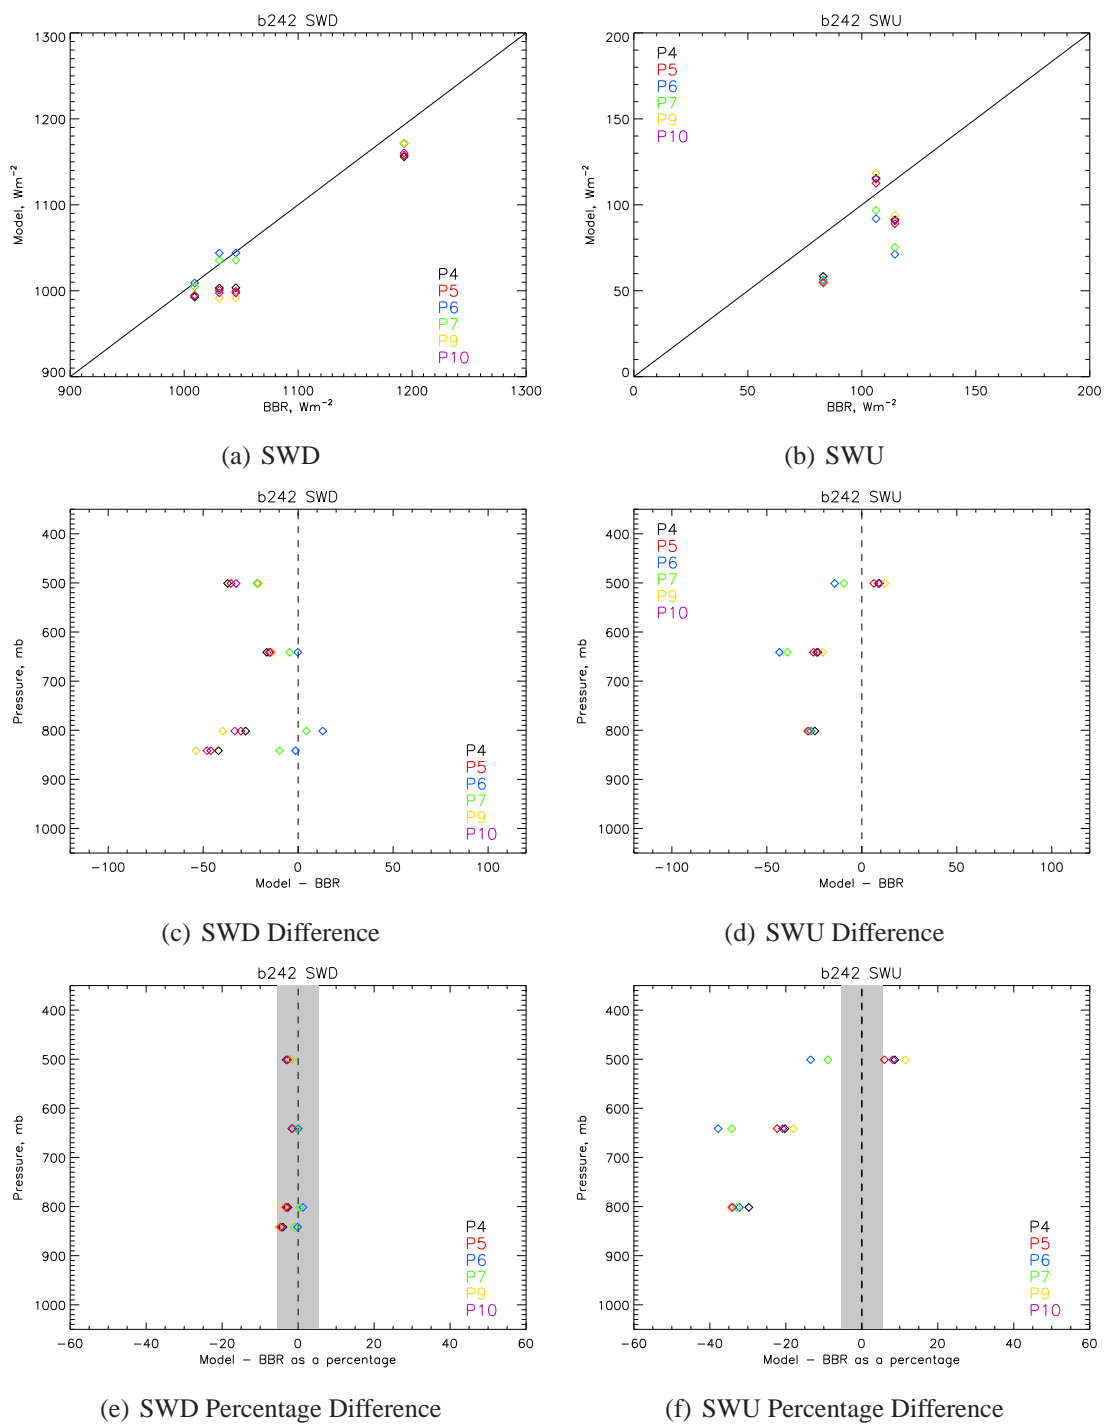 b242 SWD
1300
1200
1100
1000
900
Model, Wm⁻²
P4
P5
P6
P7
P9
P10
900 1000 1100 1200 1300
BBR, Wm⁻²
(a) SWD
b242 SWU
200
150
100
50
0
Model, Wm⁻²
P4
P5
P6
P7
P9
P10
0 50 100 150 200
BBR, Wm⁻²
(b) SWU
b242 SWD
400
500
600
700
800
900
1000
Pressure, mb
P4
P5
P6
P7
P9
P10
−100 −50 0 50 100
Model − BBR
(c) SWD Difference
b242 SWU
400
500
600
700
800
900
1000
Pressure, mb
P4
P5
P6
P7
P9
P10
−100 −50 0 50 100
Model − BBR
(d) SWU Difference
b242 SWD
400
500
600
700
800
900
1000
Pressure, mb
P4
P5
P6
P7
P9
P10
−60 −40 −20 0 20 40 60
Model − BBR as a percentage
(e) SWD Percentage Difference
b242 SWU
400
500
600
700
800
900
1000
Pressure, mb
P4
P5
P6
P7
P9
P10
−60 −40 −20 0 20 40 60
Model − BBR as a percentage
(f) SWU Percentage Difference